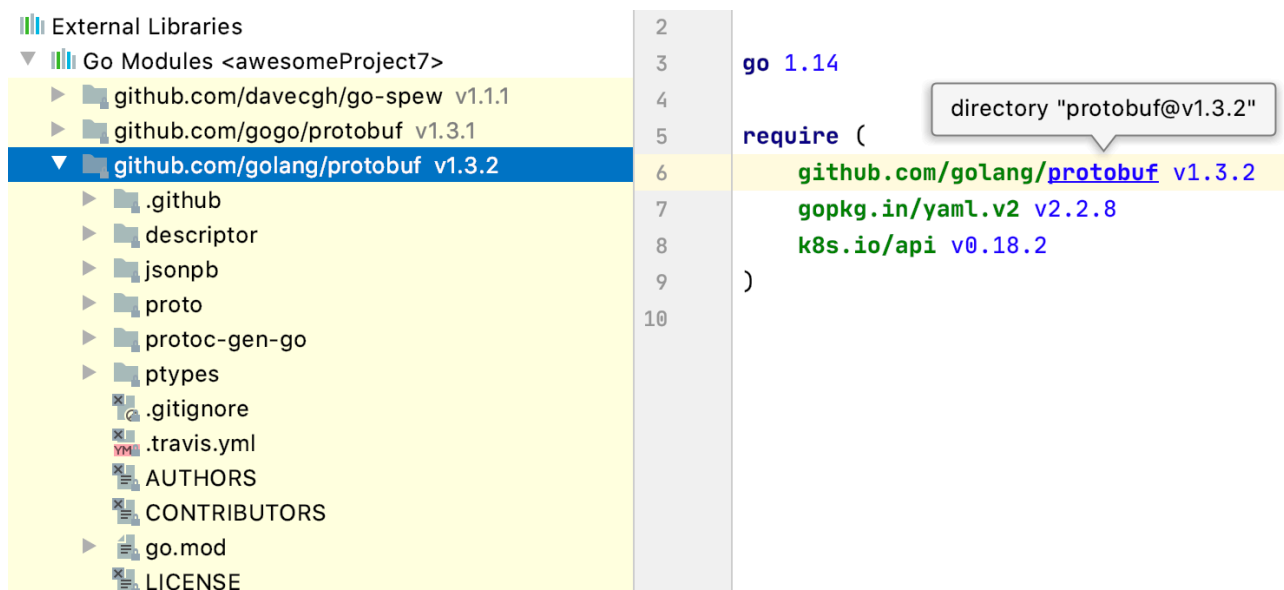 External Libraries
Go Modules <awesomeProject7>
github.com/davecgh/go-spew v1.1.1
github.com/gogo/protobuf v1.3.1
github.com/golang/protobuf v1.3.2
.github
descriptor
jsonpb
proto
protoc-gen-go
ptypes
.gitignore
YM .travis.yml
AUTHORS
CONTRIBUTORS
go.mod
LICENSE
2
3 go 1.14
4
directory "protobuf@v1.3.2"
5 require (
6 github.com/golang/protobuf v1.3.2
7 gopkg.in/yaml.v2 v2.2.8
8 k8s.io/api v0.18.2
9 )
10